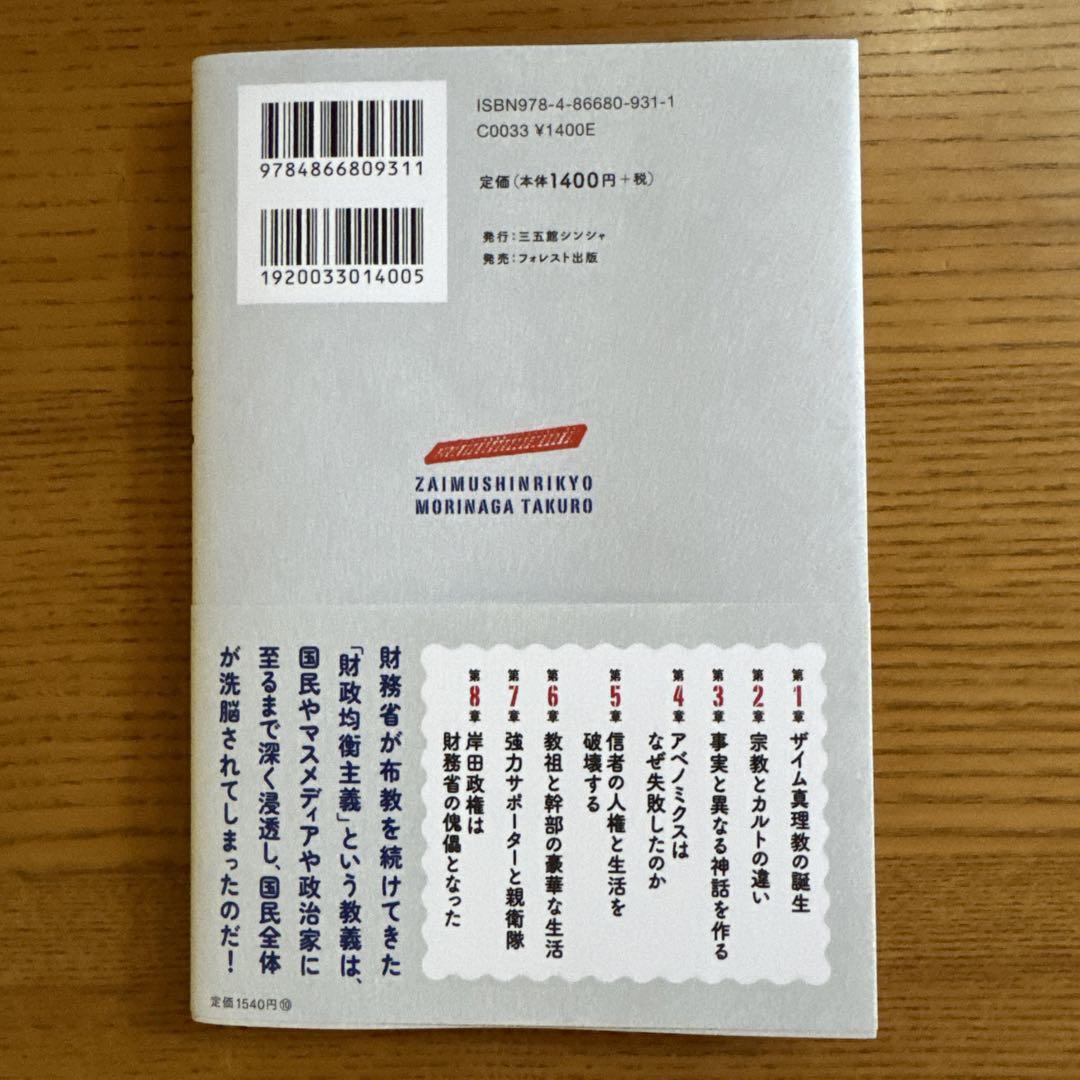 9784866809311
1920033014005
ISBN978-4-86680-931-1
C0033 ¥1400E
定価(本体1400円+税)
発行:三五館シンシャ
発売:フォレスト出版
ZAIMUSHINRIKYO
MORINAGA TAKURO
第1章 ザイム真理教の誕生
第2章 宗教とカルトの違い
第3章 事実と異なる神話を作る
第4章 アベノミクスは
なぜ失敗したのか
第5章 信者の人権と生活を
破壊する
第6章 教祖と幹部の豪華な生活
第7章 強力サポーターと親衛隊
第8章 岸田政権は
財務省の傀儡となった
財務省が布教を続けてきた
「財政均衡主義」という教義は、
国民やマスメディアや政治家に
至るまで深く浸透し、国民全体
が洗脳されてしまったのだ!
定価1540円⑩